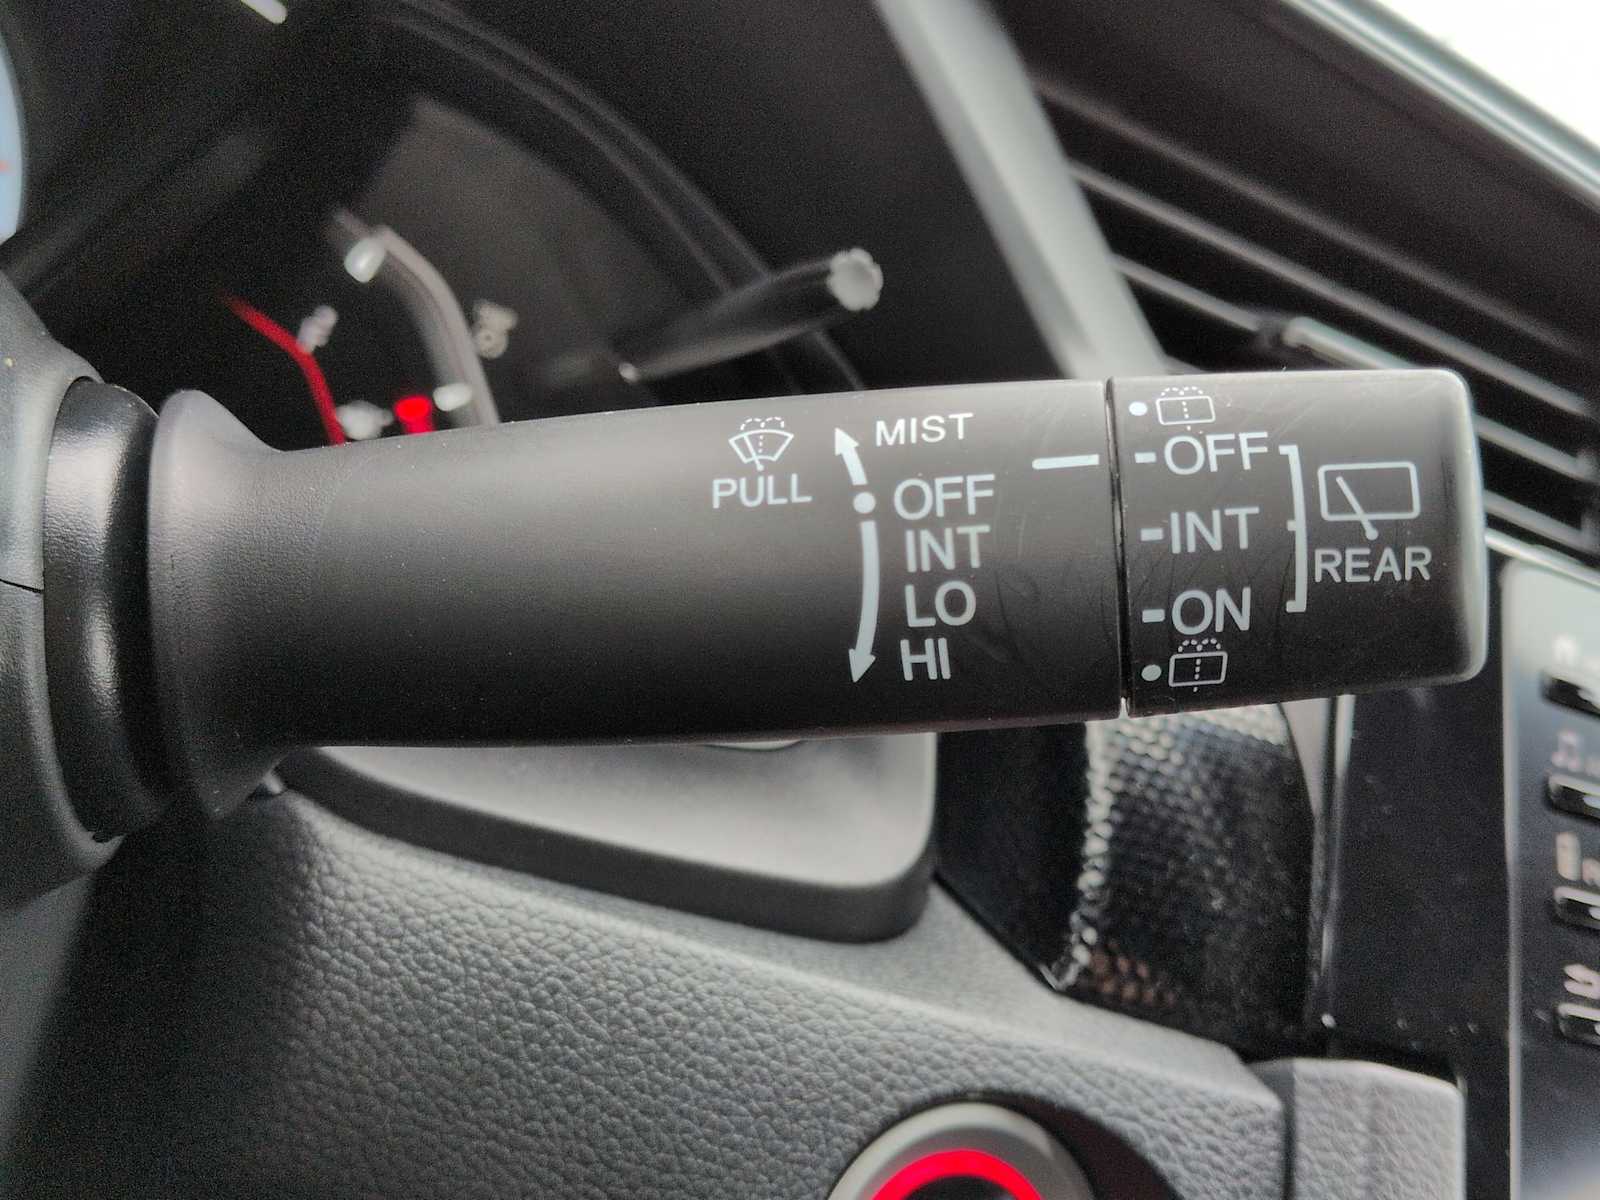 PULL
MIST
OFF
INT
LO
HI
OFF
INT
ON
REAR